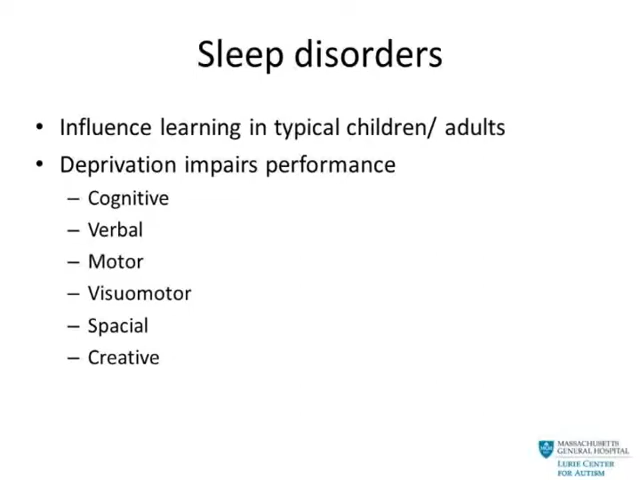 Sleep disorders
• Influence learning in typical children/ adults
• Deprivation impairs performance
– Cognitive
– Verbal
– Motor
– Visuomotor
– Spacial
– Creative
MASSACHUSETTS
GENERAL HOSPITAL
LURIE CENTER
FOR AUTISM